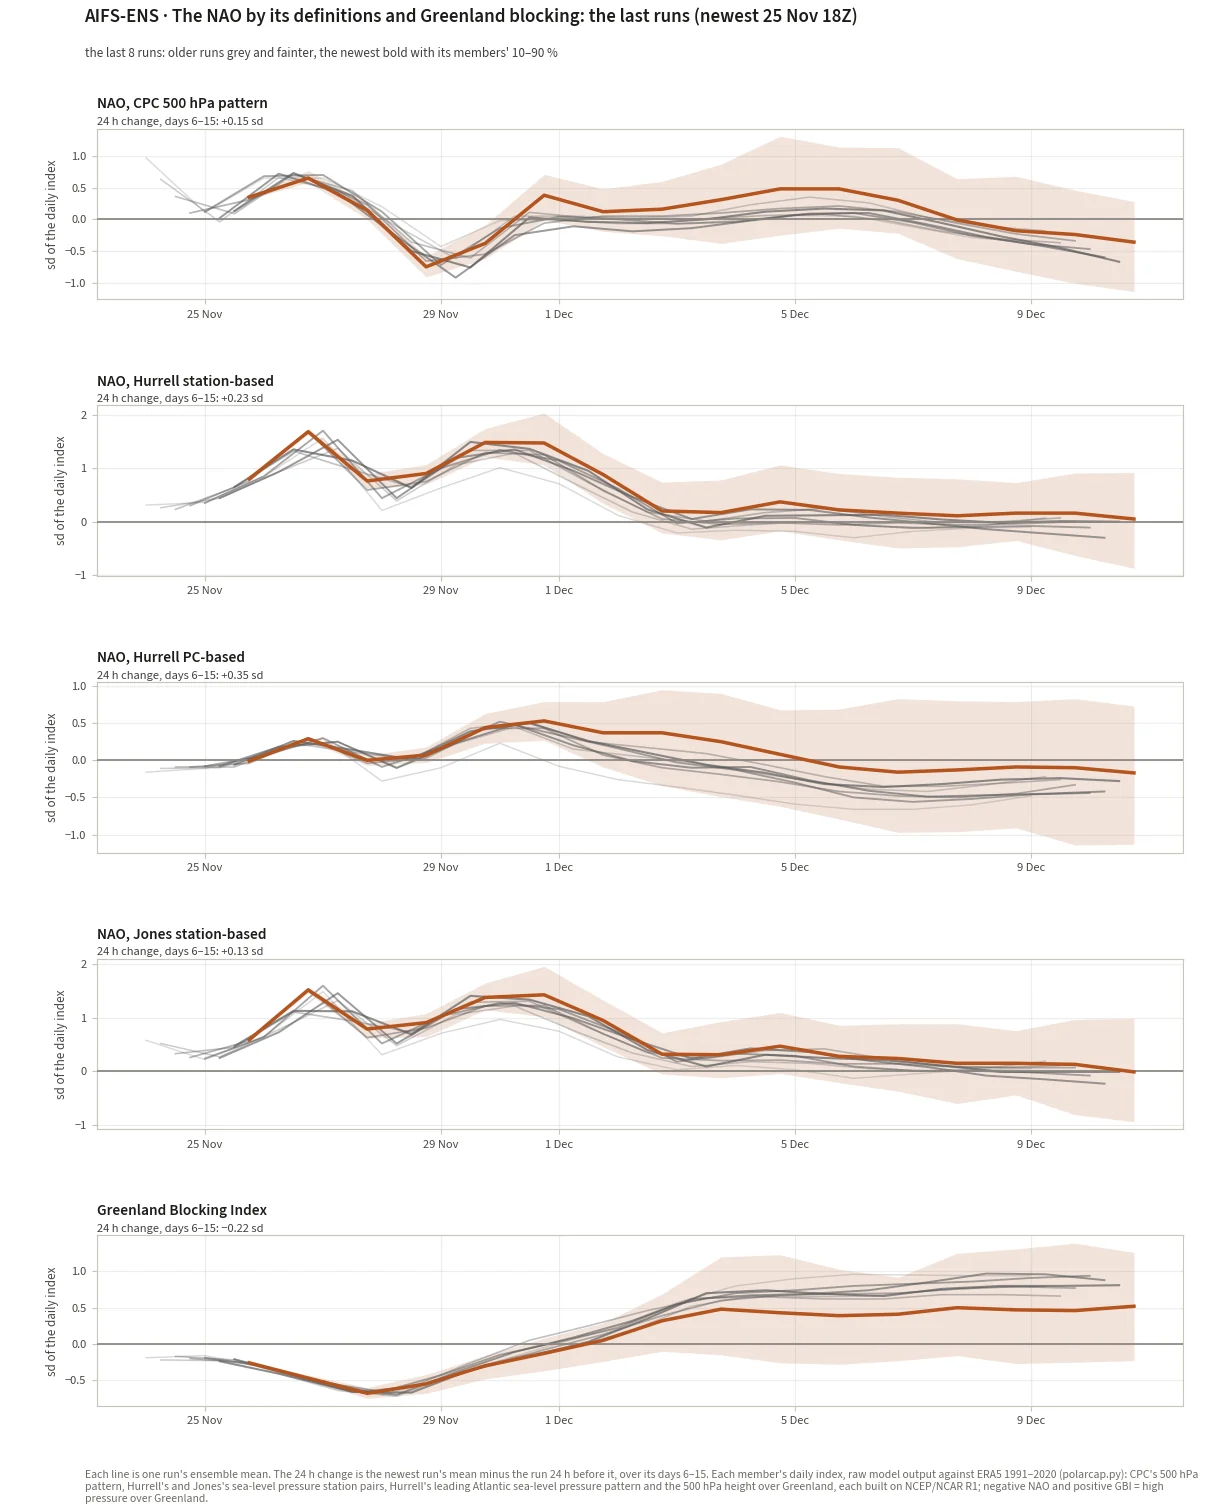 AIFS-ENS · The NAO by its definitions and Greenland blocking: the last runs (newest 25 Nov 18Z)
the last 8 runs: older runs grey and fainter, the newest bold with its members' 10–90 %
NAO, CPC 500 hPa pattern
24 h change, days 6–15: +0.15 sd
sd of the daily index
1.0
0.5
0.0
−0.5
−1.0
25 Nov
29 Nov
1 Dec
5 Dec
9 Dec
NAO, Hurrell station-based
24 h change, days 6–15: +0.23 sd
sd of the daily index
2
1
0
−1
25 Nov
29 Nov
1 Dec
5 Dec
9 Dec
NAO, Hurrell PC-based
24 h change, days 6–15: +0.35 sd
sd of the daily index
1.0
0.5
0.0
−0.5
−1.0
25 Nov
29 Nov
1 Dec
5 Dec
9 Dec
NAO, Jones station-based
24 h change, days 6–15: +0.13 sd
sd of the daily index
2
1
0
−1
25 Nov
29 Nov
1 Dec
5 Dec
9 Dec
Greenland Blocking Index
24 h change, days 6–15: −0.22 sd
sd of the daily index
1.0
0.5
0.0
−0.5
25 Nov
29 Nov
1 Dec
5 Dec
9 Dec
Each line is one run's ensemble mean. The 24 h change is the newest run's mean minus the run 24 h before it, over its days 6–15. Each member's daily index, raw model output against ERA5 1991–2020 (polarcap.py): CPC's 500 hPa
pattern, Hurrell's and Jones's sea-level pressure station pairs, Hurrell's leading Atlantic sea-level pressure pattern and the 500 hPa height over Greenland, each built on NCEP/NCAR R1; negative NAO and positive GBI = high
pressure over Greenland.